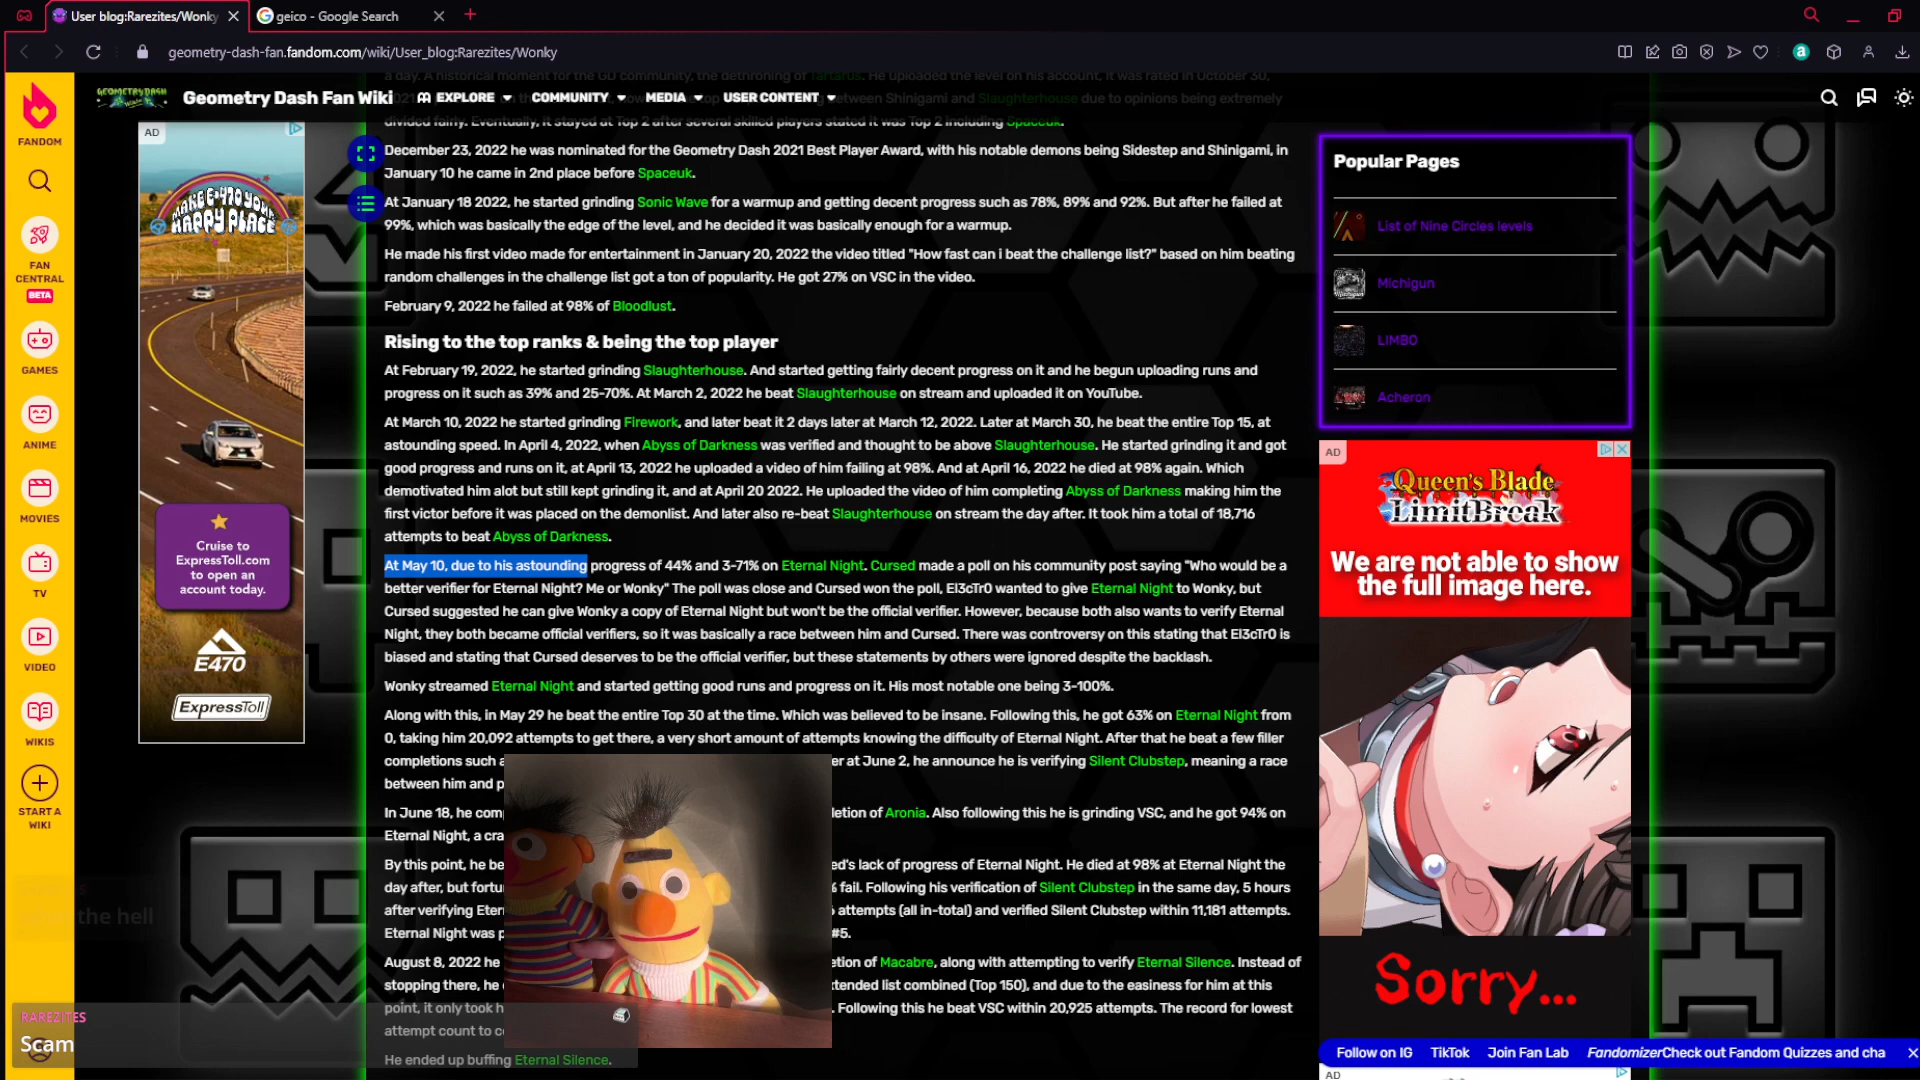 User blog:Rarezites/Wonky
geico - Google Search
geometry-dash-fan.fandom.com/wiki/User_blog:Rarezites/Wonky
FANDOM
FAN
CENTRAL
BETA
GAMES
ANIME
MOVIES
TV
VIDEO
WIKIS
START A
WIKI
GEOMETRY DASH
Geometry Dash Fan Wiki
EXPLORE
COMMUNITY
MEDIA
USER CONTENT
AD
MAKE E-470 YOUR
HAPPY PLACE
Cruise to
ExpressToll.com
to open an
account today.
E470
ExpressToll
a day. A historical moment for the GD community, the dethroning of Tartarus. He uploaded the level on his account, it was rated in October 30,
between Shinigami and Slaughterhouse due to opinions being extremely
divided fairly. Eventually, it stayed at Top 2 after several skilled players stated it was Top 2 including Spaceuk.
December 23, 2022 he was nominated for the Geometry Dash 2021 Best Player Award, with his notable demons being Sidestep and Shinigami, in
January 10 he came in 2nd place before Spaceuk.
At January 18 2022, he started grinding Sonic Wave for a warmup and getting decent progress such as 78%, 89% and 92%. But after he failed at
99%, which was basically the edge of the level, and he decided it was basically enough for a warmup.
He made his first video made for entertainment in January 20, 2022 the video titled "How fast can i beat the challenge list?" based on him beating
random challenges in the challenge list got a ton of popularity. He got 27% on VSC in the video.
February 9, 2022 he failed at 98% of Bloodlust.
Rising to the top ranks & being the top player
At February 19, 2022, he started grinding Slaughterhouse. And started getting fairly decent progress on it and he begun uploading runs and
progress on it such as 39% and 25-70%. At March 2, 2022 he beat Slaughterhouse on stream and uploaded it on YouTube.
At March 10, 2022 he started grinding Firework, and later beat it 2 days later at March 12, 2022. Later at March 30, he beat the entire Top 15, at
astounding speed. In April 4, 2022, when Abyss of Darkness was verified and thought to be above Slaughterhouse. He started grinding it and got
good progress and runs on it, at April 13, 2022 he uploaded a video of him failing at 98%. And at April 16, 2022 he died at 98% again. Which
demotivated him alot but still kept grinding it, and at April 20 2022. He uploaded the video of him completing Abyss of Darkness making him the
first victor before it was placed on the demonlist. And later also re-beat Slaughterhouse on stream the day after. It took him a total of 18,716
attempts to beat Abyss of Darkness.
At May 10, due to his astounding progress of 44% and 3-71% on Eternal Night. Cursed made a poll on his community post saying "Who would be a
better verifier for Eternal Night? Me or Wonky" The poll was close and Cursed won the poll, El3cTr0 wanted to give Eternal Night to Wonky, but
Cursed suggested he can give Wonky a copy of Eternal Night but won't be the official verifier. However, because both also wants to verify Eternal
Night, they both became official verifiers, so it was basically a race between him and Cursed. There was controversy on this stating that El3cTr0 is
biased and stating that Cursed deserves to be the official verifier, but these statements by others were ignored despite the backlash.
Wonky streamed Eternal Night and started getting good runs and progress on it. His most notable one being 3-100%.
Along with this, in May 29 he beat the entire Top 30 at the time. Which was believed to be insane. Following this, he got 63% on Eternal Night from
0, taking him 20,092 attempts to get there, a very short amount of attempts knowing the difficulty of Eternal Night. After that he beat a few filler
completions such a er at June 2, he announce he is verifying Silent Clubstep, meaning a race
between him and p
In June 18, he comp letion of Aronia. Also following this he is grinding VSC, and he got 94% on
Eternal Night, a cra
By this point, he be ed's lack of progress of Eternal Night. He died at 98% at Eternal Night the
day after, but fortu % fail. Following his verification of Silent Clubstep in the same day, 5 hours
after verifying Eter attempts (all in-total) and verified Silent Clubstep within 11,181 attempts.
Eternal Night was p #5.
August 8, 2022 he etion of Macabre, along with attempting to verify Eternal Silence. Instead of
stopping there, he tended list combined (Top 150), and due to the easiness for him at this
point, it only took h . Following this he beat VSC within 20,925 attempts. The record for lowest
attempt count to c
He ended up buffing Eternal Silence.
the hell
RAREZITES
Scam
Popular Pages
List of Nine Circles levels
Michigun
LIMBO
Acheron
AD
Queen's Blade
LimitBreak
We are not able to show
the full image here.
Sorry...
Follow on IG
TikTok
Join Fan Lab
FandomizerCheck out Fandom Quizzes and cha
AD